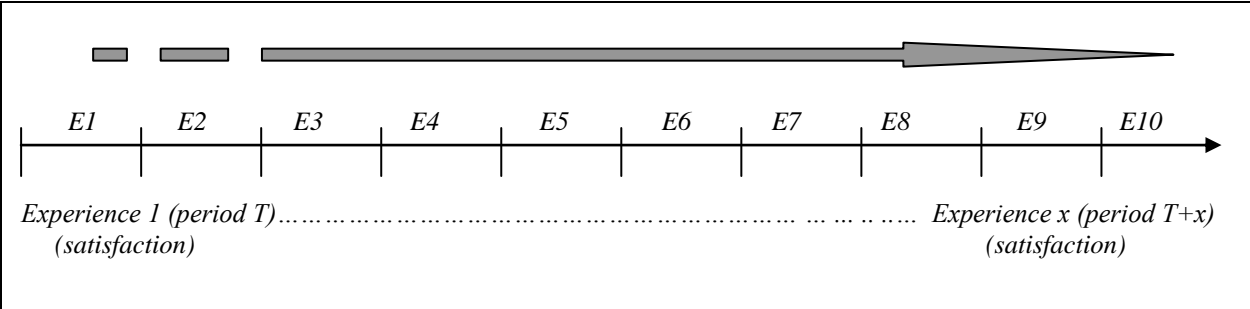 E1 E2 E3 E4 E5 E6 E7 E8 E9 E10
Experience 1 (period T)………………………………………………………… … … .. .. … Experience x (period T+x)
(satisfaction) (satisfaction)